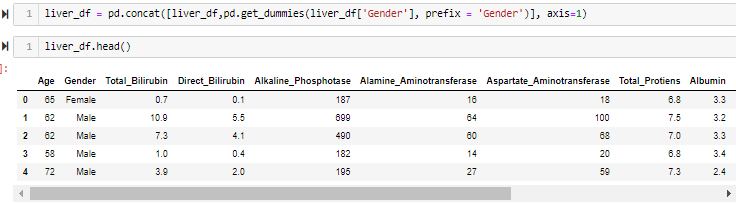 1 liver_df = pd.concat([liver_df,pd.get_dummies(liver_df['Gender'], prefix = 'Gender')], axis=1)
1 liver_df.head()
]:
Age Gender Total_Bilirubin Direct_Bilirubin Alkaline_Phosphotase Alamine_Aminotransferase Aspartate_Aminotransferase Total_Protiens Albumin
0 65 Female 0.7 0.1 187 16 18 6.8 3.3
1 62 Male 10.9 5.5 699 64 100 7.5 3.2
2 62 Male 7.3 4.1 490 60 68 7.0 3.3
3 58 Male 1.0 0.4 182 14 20 6.8 3.4
4 72 Male 3.9 2.0 195 27 59 7.3 2.4